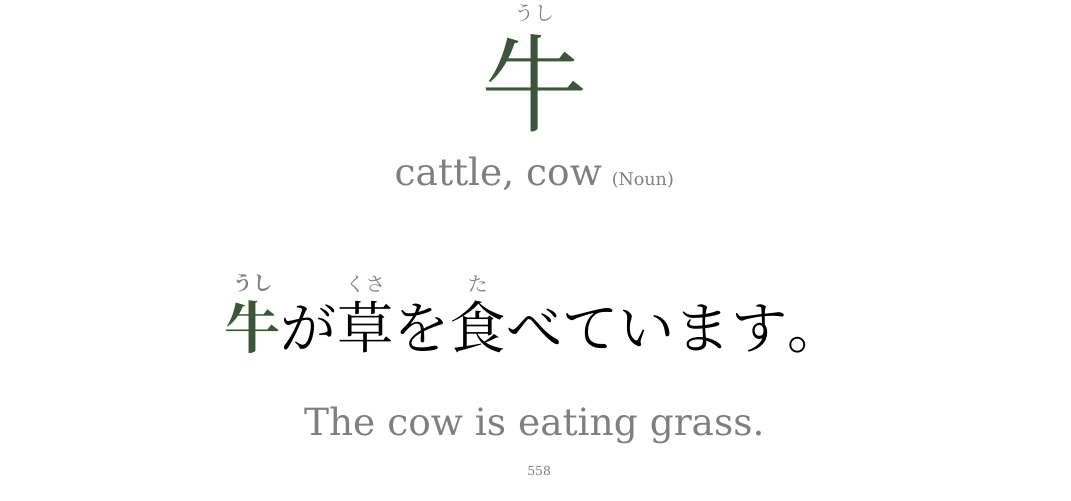 うし
牛
cattle, cow (Noun)
うし くさ た
牛が草を食べています。
The cow is eating grass.
558